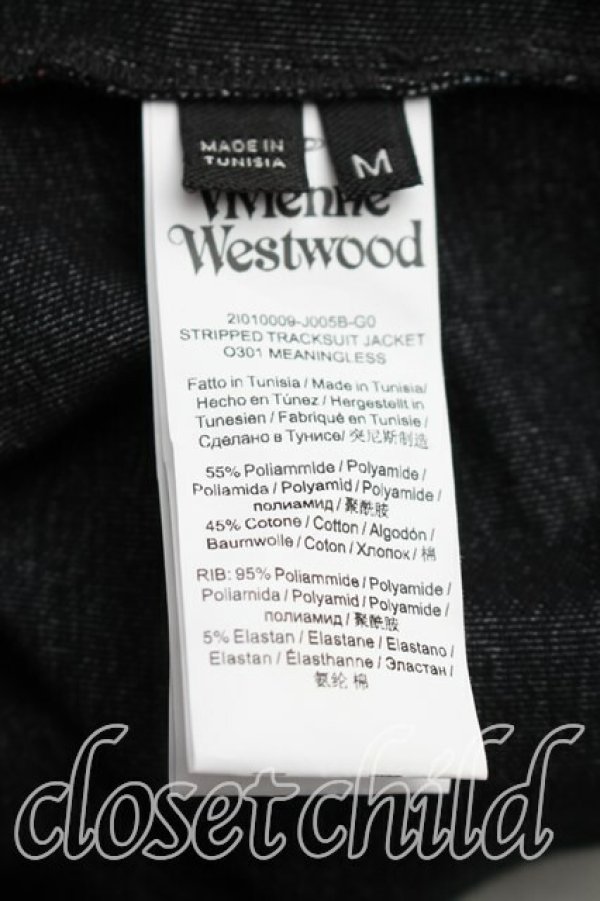 MADE IN
TUNISIA
M
Vivienne
Westwood
2I010009-J005B-G0
STRIPPED TRACKSUIT JACKET
O301 MEANINGLESS
Fatto in Tunisia / Made in Tunisia/
Hecho en Túnez / Hergestellt in
Tunesien / Fabriqué en Tunisie /
Сделано в Тунисе/ 突尼斯制造
55% Poliammide / Polyamide /
Poliamida / Polyamid / Polyamide /
полиамид / 聚酰胺
45% Cotone / Cotton / Algodón /
Baumwolle / Coton / Хлопок / 棉
RIB: 95% Poliammide / Polyamide /
Poliamida / Polyamid / Polyamide /
полиамид / 聚酰胺
5% Elastan / Elastane / Elastano /
Elastan / Élasthanne / Эластан /
氨纶 棉
closet child